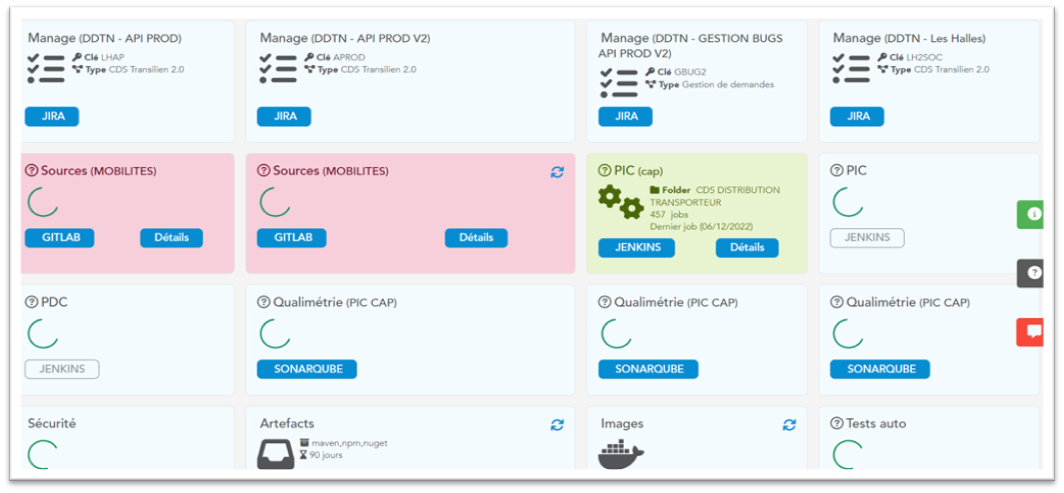 Manage (DDTN - API PROD)
Clé LHAP
Type CDS Transilien 2.0
JIRA
Manage (DDTN - API PROD V2)
Clé APROD
Type CDS Transilien 2.0
JIRA
Manage (DDTN - GESTION BUGS
API PROD V2)
Clé GBUG2
Type Gestion de demandes
JIRA
Manage (DDTN - Les Halles)
Clé LH2SOC
Type CDS Transilien 2.0
JIRA
Sources (MOBILITES)
GITLAB
Détails
Sources (MOBILITES)
GITLAB
Détails
PIC (cap)
Folder CDS DISTRIBUTION
TRANSPORTEUR
457 jobs
Dernier job (06/12/2022)
JENKINS
Détails
PIC
JENKINS
PDC
JENKINS
Qualimétrie (PIC CAP)
SONARQUBE
Qualimétrie (PIC CAP)
SONARQUBE
Qualimétrie (PIC CAP)
SONARQUBE
Sécurité
Artefacts
maven,npm,nuget
90 jours
Images
Tests auto